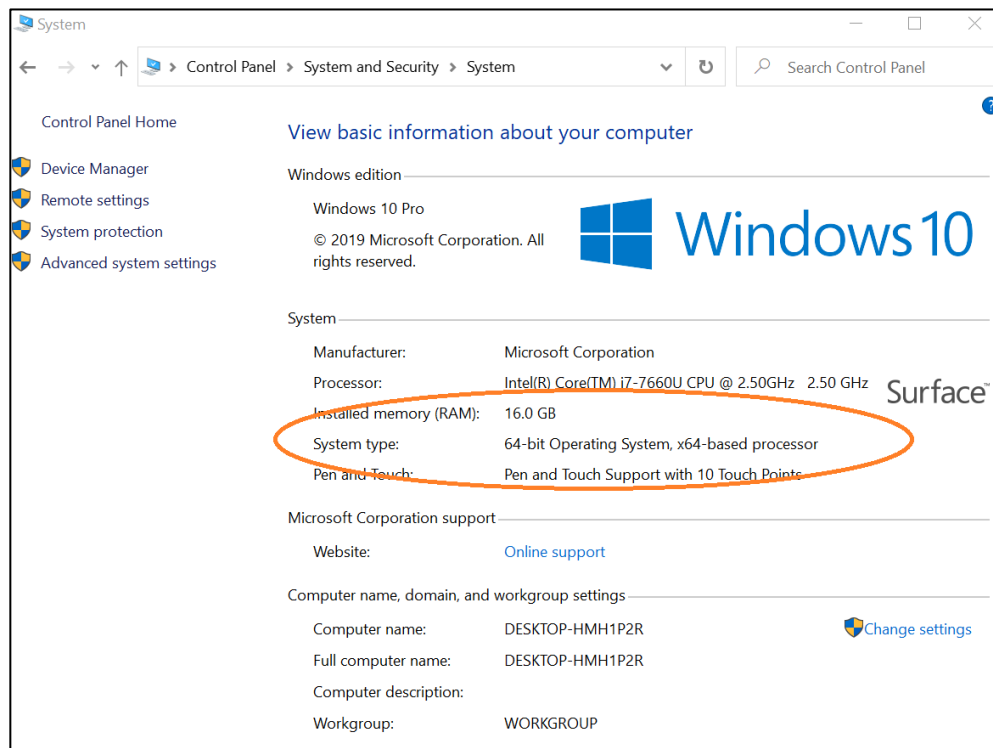 System
Control Panel > System and Security > System
Search Control Panel
?
Control Panel Home
Device Manager
Remote settings
System protection
Advanced system settings
View basic information about your computer
Windows edition
Windows 10 Pro
© 2019 Microsoft Corporation. All
rights reserved.
Windows 10
System
Manufacturer: Microsoft Corporation
Processor: Intel(R) Core(TM) i7-7660U CPU @ 2.50GHz 2.50 GHz
Surface™
Installed memory (RAM): 16.0 GB
System type: 64-bit Operating System, x64-based processor
Pen and Touch: Pen and Touch Support with 10 Touch Points
Microsoft Corporation support
Website: Online support
Computer name, domain, and workgroup settings
Computer name: DESKTOP-HMH1P2R
Change settings
Full computer name: DESKTOP-HMH1P2R
Computer description:
Workgroup: WORKGROUP